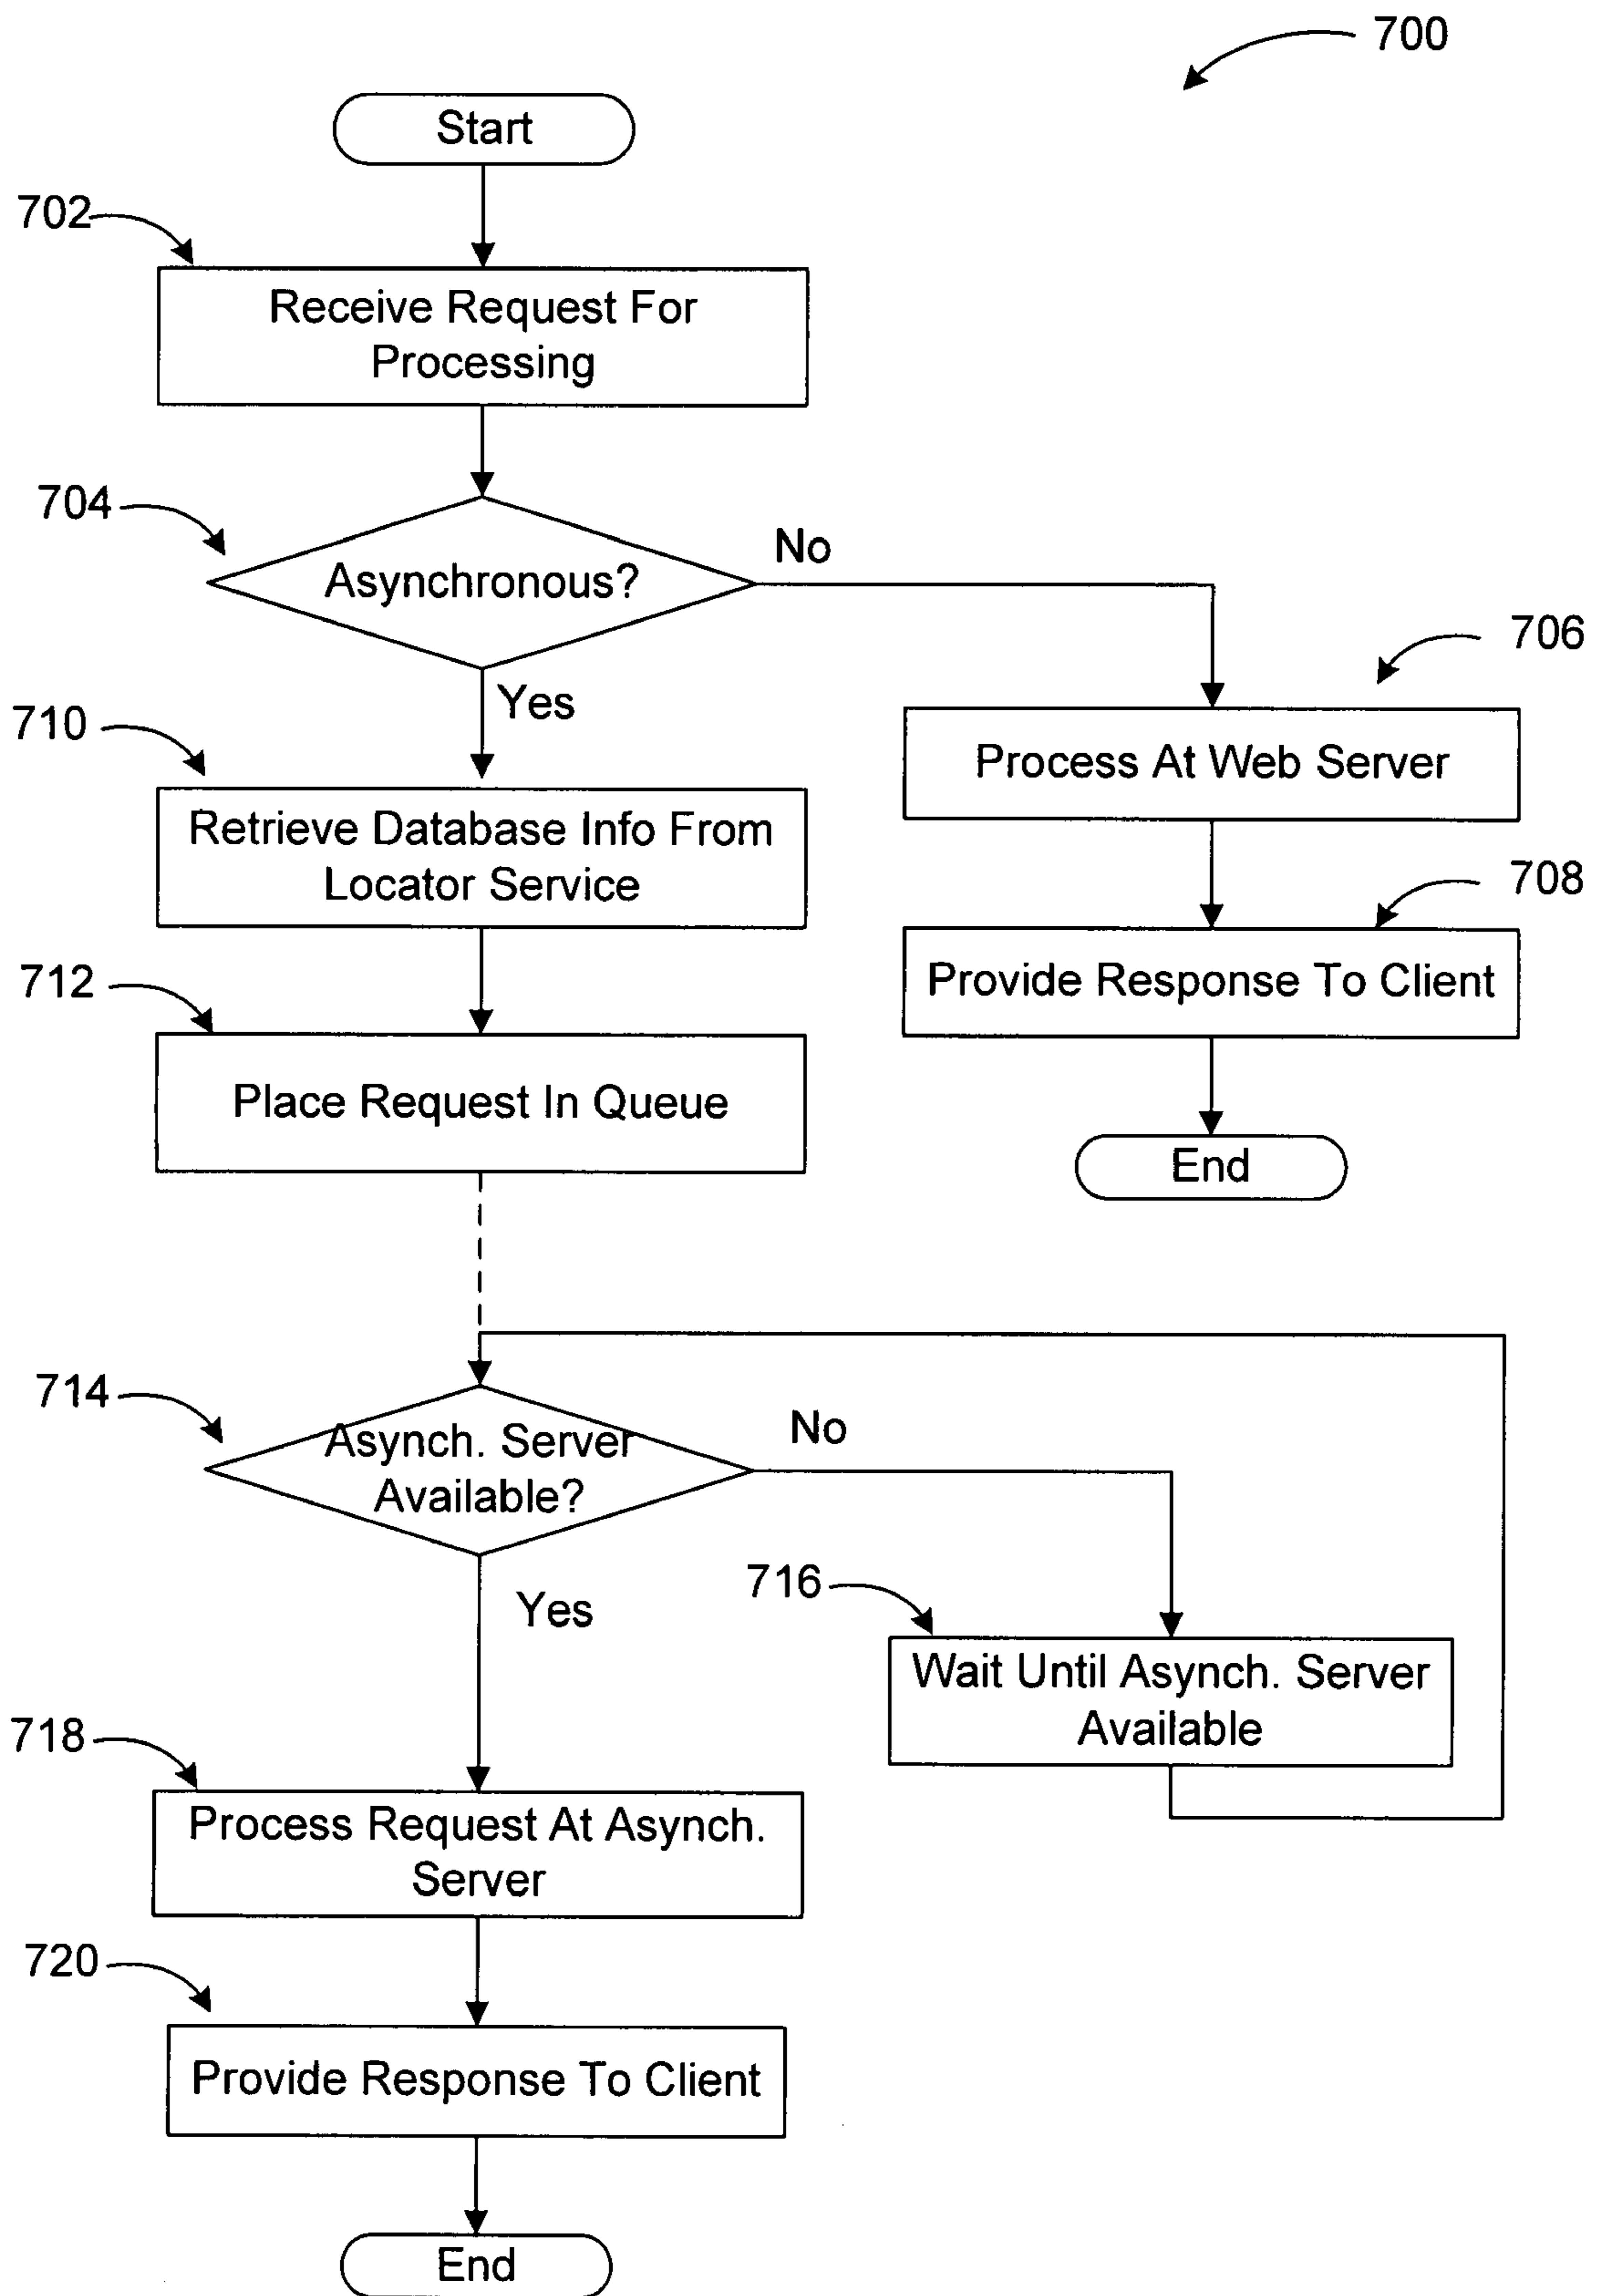 700
Start
702
Receive Request For
Processing
704
Asynchronous?
No
Yes
706
Process At Web Server
708
Provide Response To Client
End
710
Retrieve Database Info From
Locator Service
712
Place Request In Queue
714
Asynch. Server
Available?
No
Yes
716
Wait Until Asynch. Server
Available
718
Process Request At Asynch.
Server
720
Provide Response To Client
End